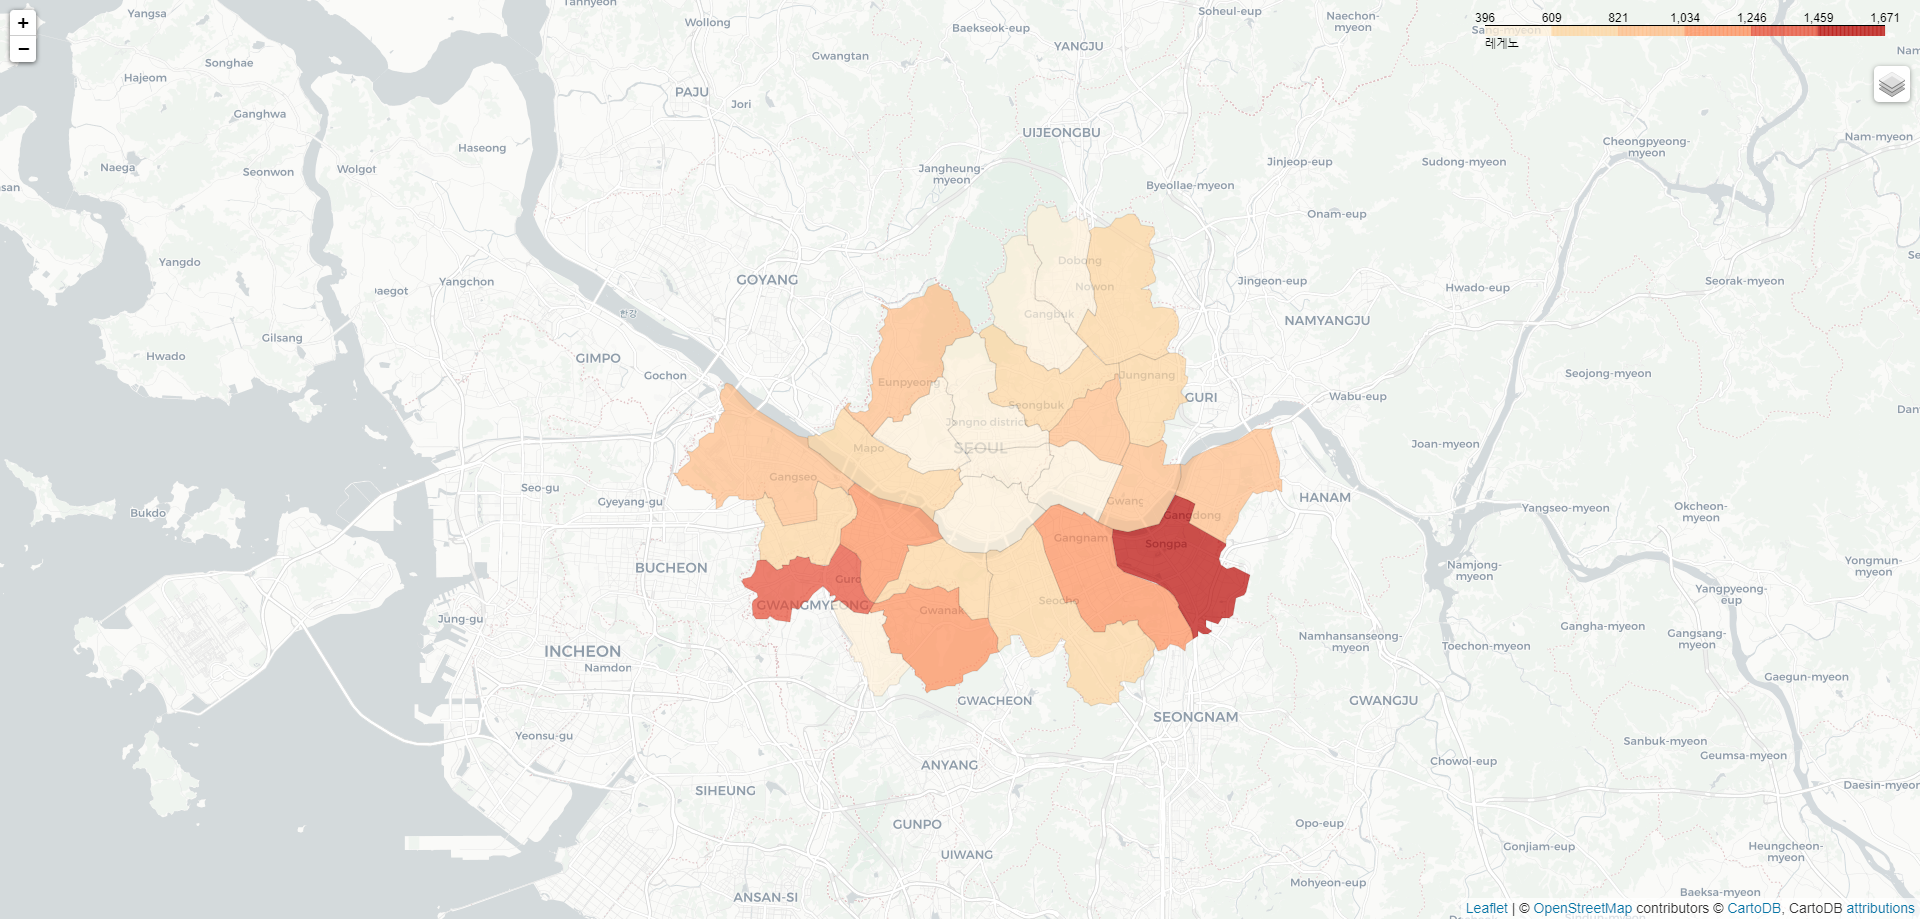 +
−
396 609 821 1,034 1,246 1,459 1,671
레게노
Yangsa
Wollong
Baekseok-eup
Soheul-eup
Naechon-
myeon
YANGJU
Gwangtan
Songhae
Hajeom
PAJU
Jori
Ganghwa
UIJEONGBU
Cheongpyeong-
myeon
Nam-myeon
Haseong
Naega
Seonwon
Wolgot
Jangheung-
myeon
Jinjeop-eup
Sudong-myeon
Byeollae-myeon
Onam-eup
Yangdo
GOYANG
Yangchon
Jingeon-eup
Hwado-eup
Seorak-myeon
Dobong
Nowon
한강
Gangbuk
NAMYANGJU
Gilsang
Hwado
GIMPO
Gochon
Eunpyeong
Jungnang
Seojong-myeon
GURI
Wabu-eup
Seongbuk
Jongno district
SEOUL
Mapo
Joan-myeon
Gangseo
Seo-gu
Gyeyang-gu
Bukdo
Gwang
HANAM
Gangdong
Yangseo-myeon
Okcheon-
myeon
Gangnam
Songpa
BUCHEON
Guro
Namjong-
myeon
Yongmun-
myeon
Yangpyeong-
eup
GWANGMYEONG
Gwanak
Seocho
Jung-gu
Gangha-myeon
Gangsang-
myeon
Namhansanseong-
myeon
Toechon-myeon
INCHEON
Namdon
Gaegun-myeon
GWACHEON
GWANGJU
SEONGNAM
Yeonsu-gu
Sanbuk-myeon
Geumsa-myeon
ANYANG
Chowol-eup
SIHEUNG
Daesin-myeon
GUNPO
Opo-eup
UIWANG
Gonjiam-eup
Heungcheon-
myeon
Mohyeon-eup
Baeksa-myeon
ANSAN-SI
Leaflet | © OpenStreetMap contributors © CartoDB, CartoDB attributions